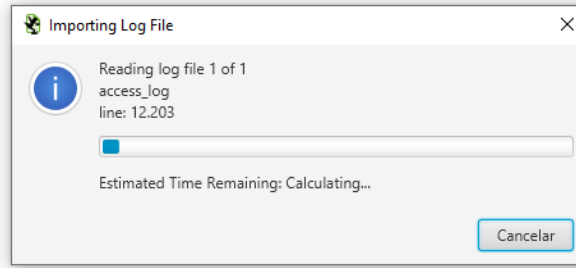 Importing Log File
Reading log file 1 of 1
access_log
line: 12.203
Estimated Time Remaining: Calculating...
Cancelar